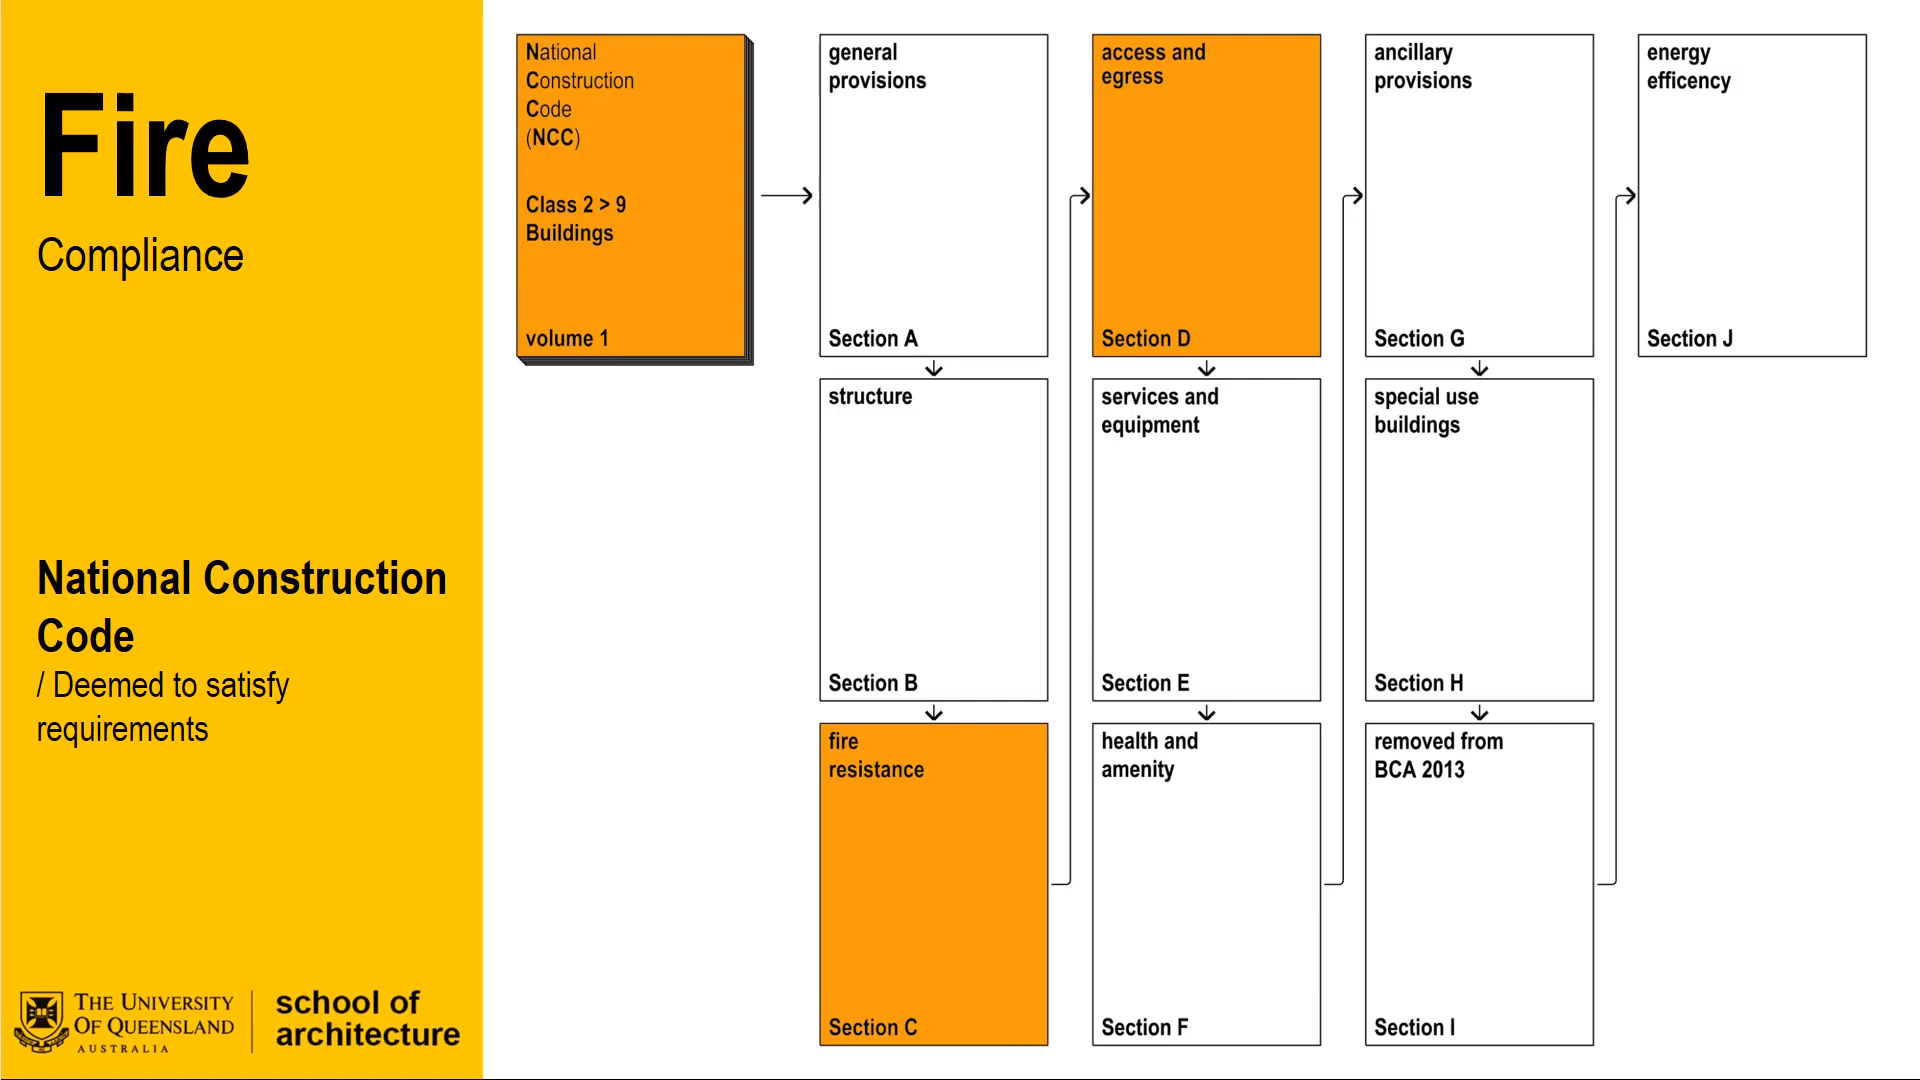 Fire
Compliance
National Construction
Code
/ Deemed to satisfy
requirements
THE UNIVERSITY
OF QUEENSLAND
AUSTRALIA
school of
architecture
National
Construction
Code
(NCC)
Class 2 > 9
Buildings
volume 1
general
provisions
Section A
structure
Section B
fire
resistance
Section C
access and
egress
Section D
services and
equipment
Section E
health and
amenity
Section F
ancillary
provisions
Section G
special use
buildings
Section H
removed from
BCA 2013
Section I
energy
efficency
Section J